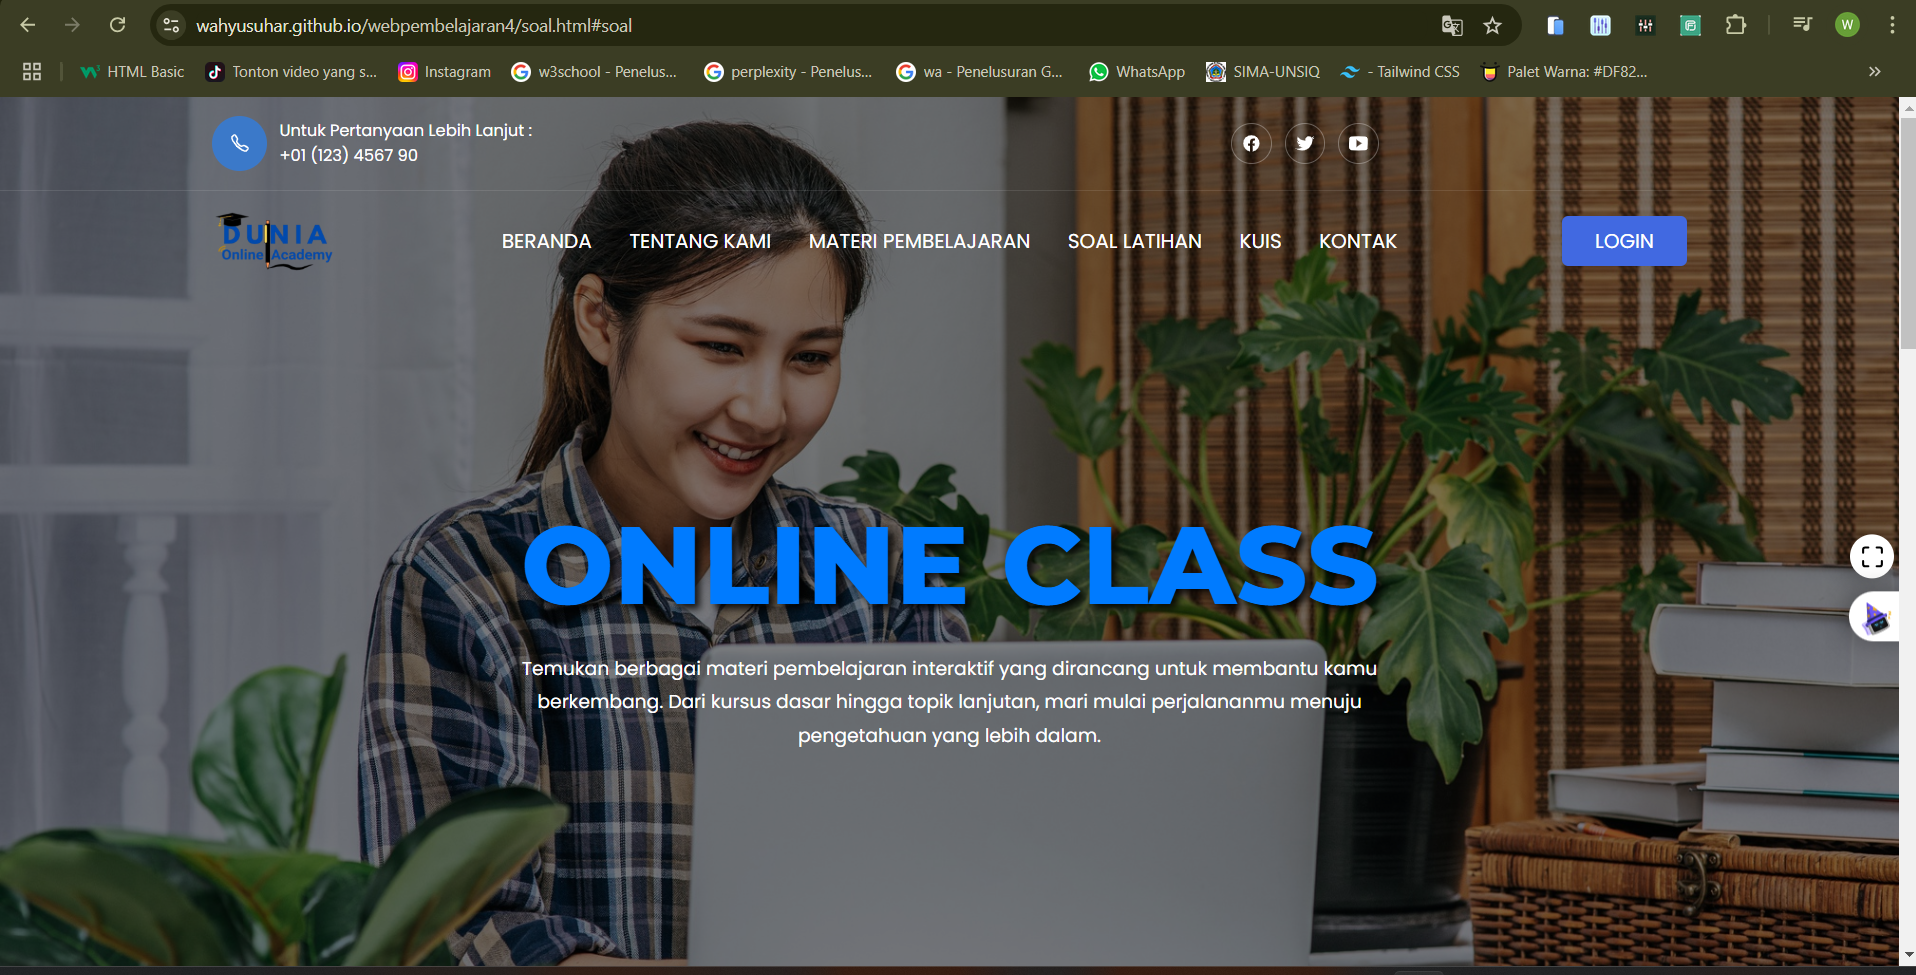 wahyusuhar.github.io/webpembelajaran4/soal.html#soal
W
HTML Basic
Tonton video yang s...
Instagram
w3school - Penelus...
perplexity - Penelus...
wa - Penelusuran G...
WhatsApp
SIMA-UNSIQ
- Tailwind CSS
Palet Warna: #DF82...
Untuk Pertanyaan Lebih Lanjut :
+01 (123) 4567 90
DUNIA
Online Academy
BERANDA
TENTANG KAMI
MATERI PEMBELAJARAN
SOAL LATIHAN
KUIS
KONTAK
LOGIN
ONLINE CLASS
Temukan berbagai materi pembelajaran interaktif yang dirancang untuk membantu kamu
berkembang. Dari kursus dasar hingga topik lanjutan, mari mulai perjalananmu menuju
pengetahuan yang lebih dalam.